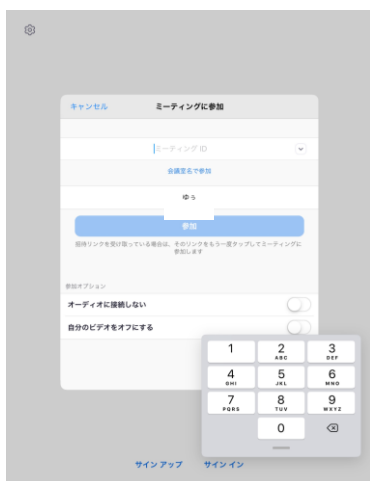 キャンセル ミーティングに参加
ミーティング ID
会議室名で参加
ゆぅ
参加
招待リンクを受け取っている場合は、そのリンクをもう一度タップしてミーティングに
参加します
参加オプション
オーディオに接続しない
自分のビデオをオフにする
1 2 3
ABC DEF
4 5 6
GHI JKL MNO
7 8 9
PQRS TUV WXYZ
0
サイン アップ サイン イン